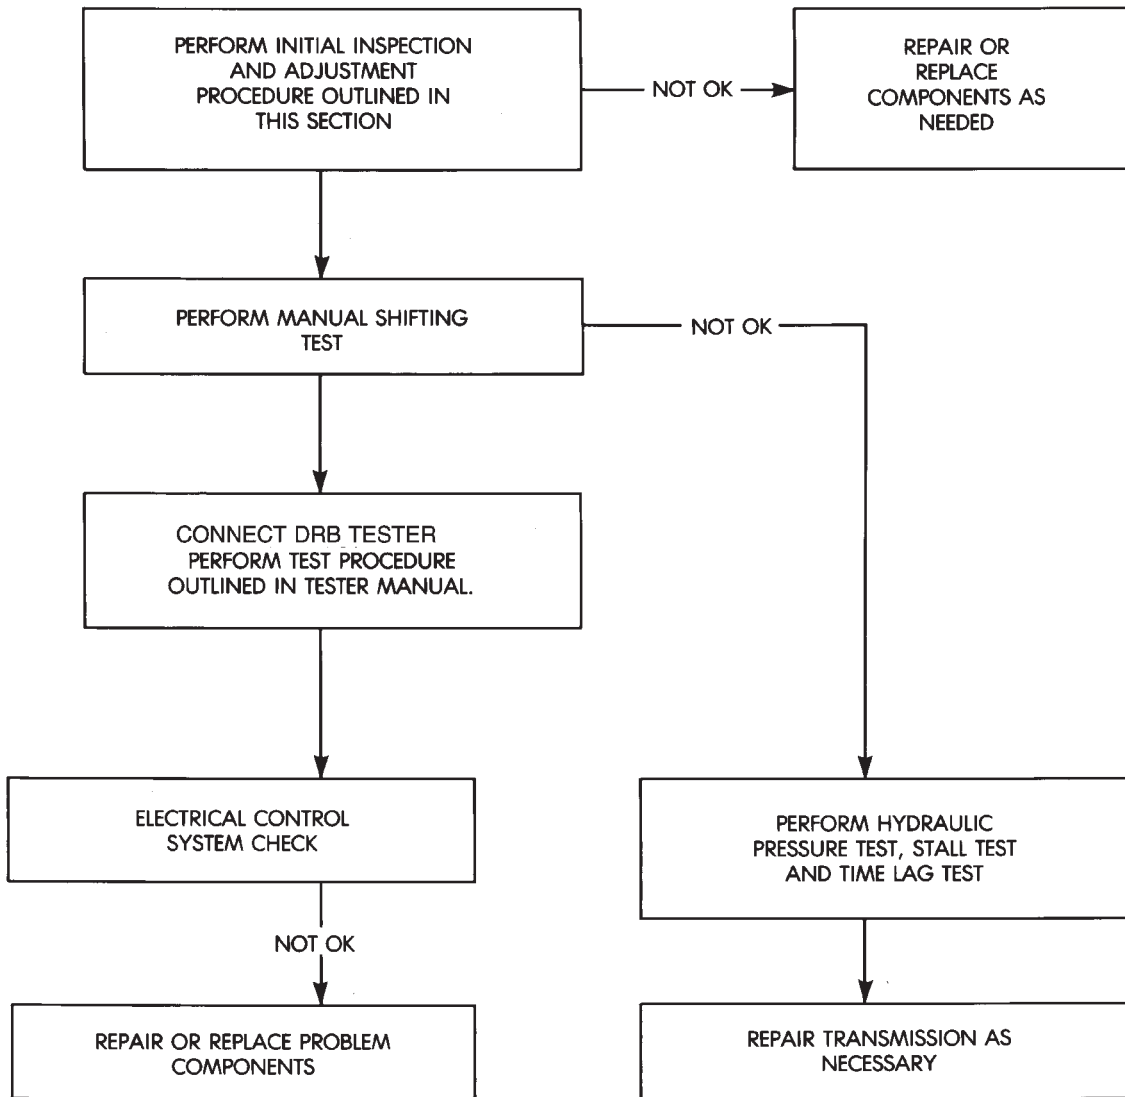 PERFORM INITIAL INSPECTION
AND ADJUSTMENT
PROCEDURE OUTLINED IN
THIS SECTION
NOT OK
REPAIR OR
REPLACE
COMPONENTS AS
NEEDED
PERFORM MANUAL SHIFTING
TEST
NOT OK
CONNECT DRB TESTER
PERFORM TEST PROCEDURE
OUTLINED IN TESTER MANUAL.
ELECTRICAL CONTROL
SYSTEM CHECK
PERFORM HYDRAULIC
PRESSURE TEST, STALL TEST
AND TIME LAG TEST
NOT OK
REPAIR OR REPLACE PROBLEM
COMPONENTS
REPAIR TRANSMISSION AS
NECESSARY